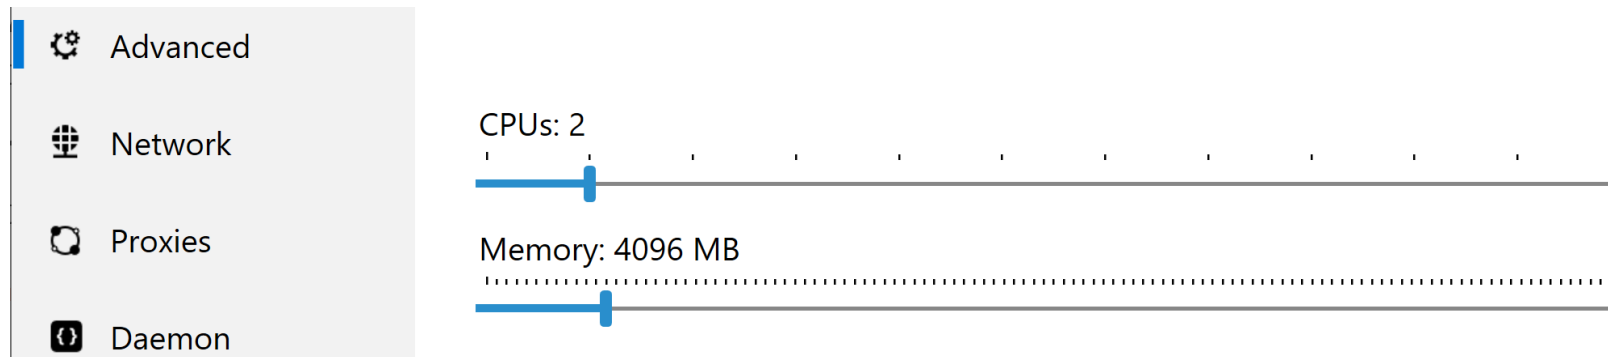 Advanced
Network
Proxies
Daemon
CPUs: 2
Memory: 4096 MB